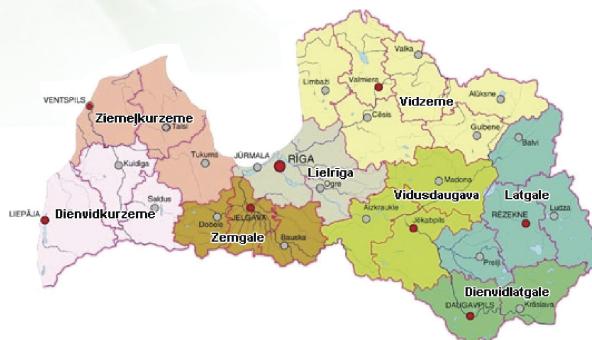 Valka
Limbaži
Valmiera
Vidzeme
Alūksne
VENTSPILS
Ziemeļkurzeme
Talsi
Cēsis
Gulbene
Balvi
Kuldīga
Tukums
JŪRMALA
RĪGA
Lielrīga
Ogre
Madona
Vidusdaugava
Latgale
Saldus
LIEPĀJA
Dienvidkurzeme
Dobele
JELGAVA
Zemgale
Bauska
Aizkraukle
Jēkabpils
RĒZEKNE
Ludza
Preiļi
Dienvidlatgale
DAUGAVPILS
Krāslava